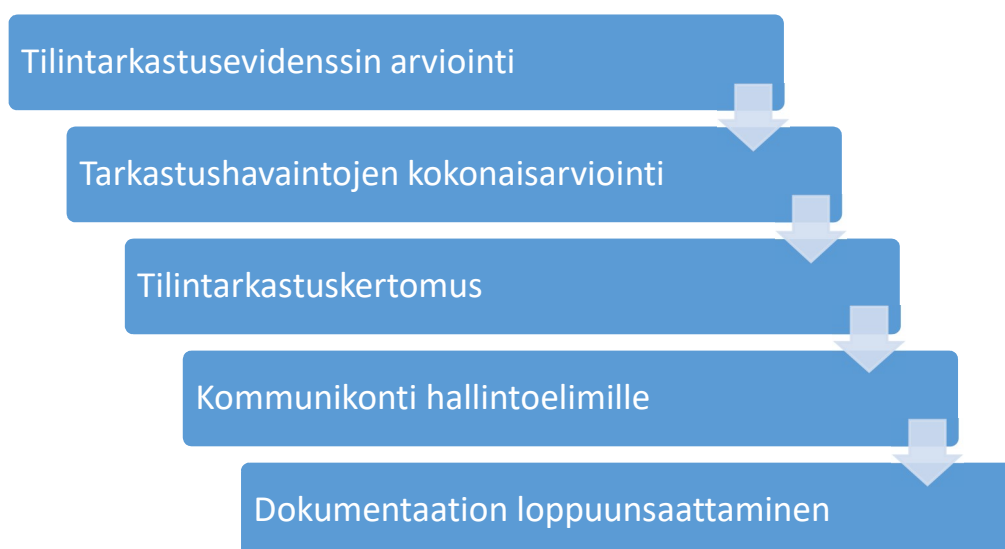 Tilintarkastusevidenssin arviointi
Tarkastushavaintojen kokonaisarviointi
Tilintarkastuskertomus
Kommunikonti hallintoelimille
Dokumentaation loppuunsaattaminen